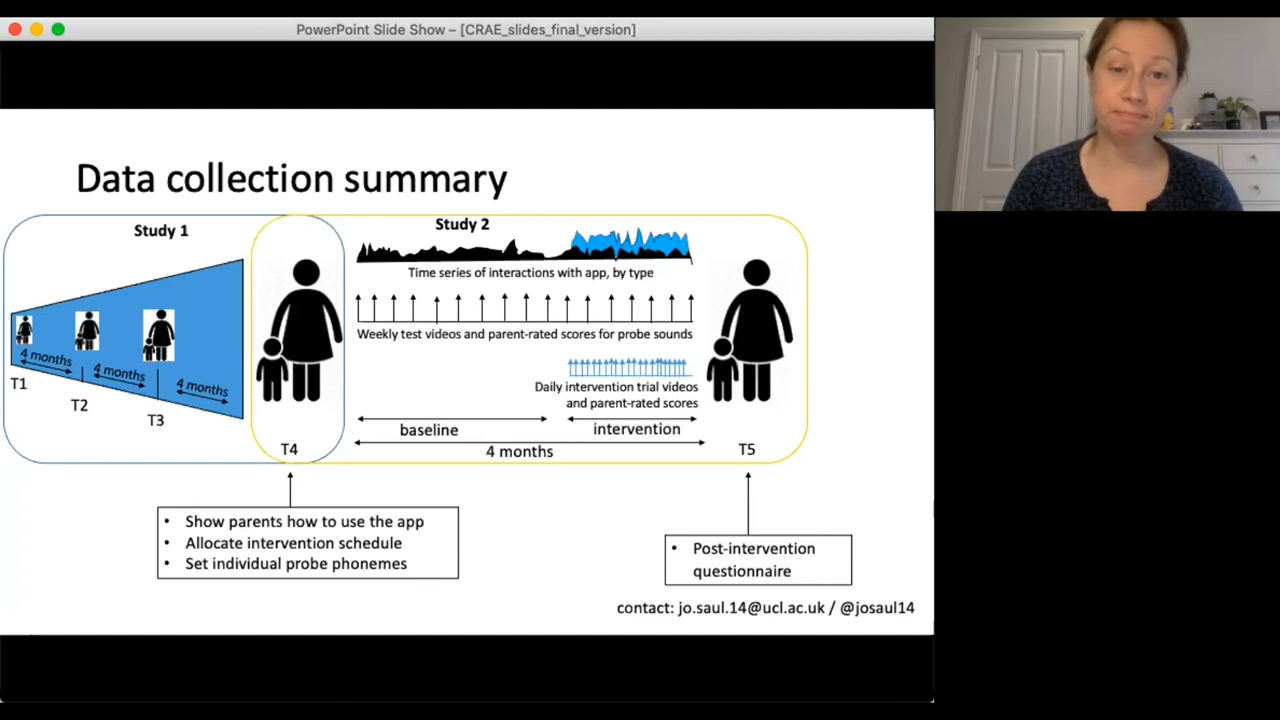 PowerPoint Slide Show – [CRAE_slides_final_version]
Data collection summary
Study 1
4 months
4 months
4 months
T1
T2
T3
T4
Study 2
Time series of interactions with app, by type
Weekly test videos and parent-rated scores for probe sounds
Daily intervention trial videos
and parent-rated scores
baseline
intervention
4 months
T5
• Show parents how to use the app
• Allocate intervention schedule
• Set individual probe phonemes
• Post-intervention
questionnaire
contact: jo.saul.14@ucl.ac.uk / @josaul14